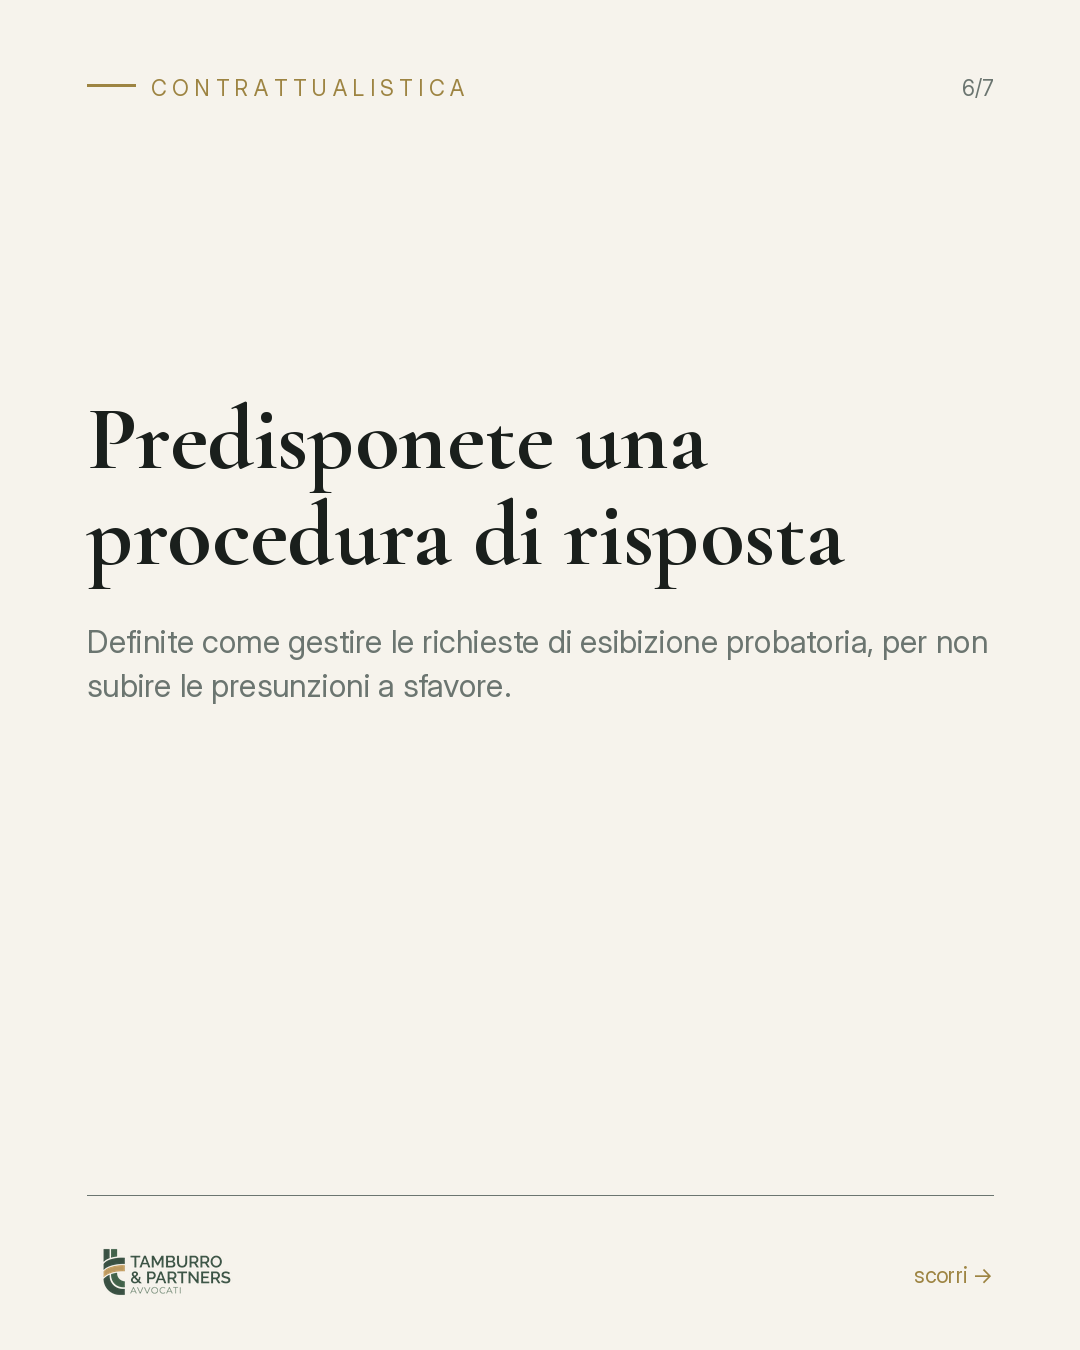 CONTRATTUALISTICA
6/7
Predisponete una
procedura di risposta
Definite come gestire le richieste di esibizione probatoria, per non
subire le presunzioni a sfavore.
TAMBURRO
& PARTNERS
AVVOCATI
scorri →